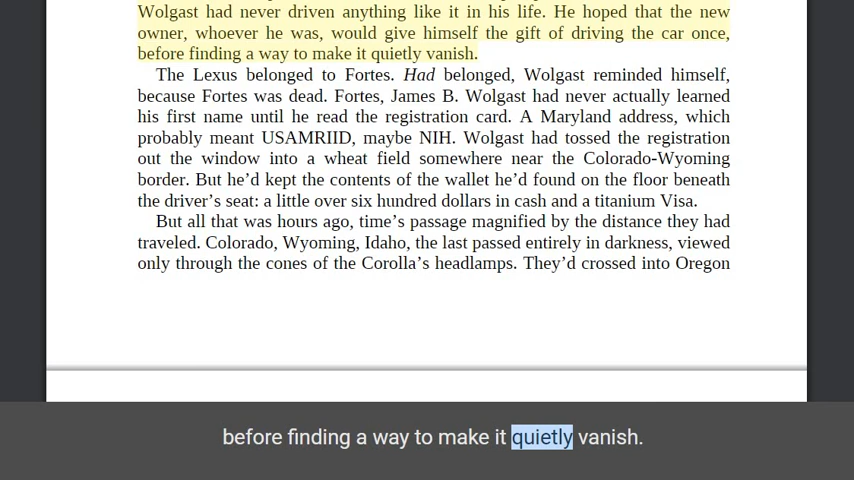 Wolgast had never driven anything like it in his life. He hoped that the new
owner, whoever he was, would give himself the gift of driving the car once,
before finding a way to make it quietly vanish.
The Lexus belonged to Fortes. Had belonged, Wolgast reminded himself,
because Fortes was dead. Fortes, James B. Wolgast had never actually learned
his first name until he read the registration card. A Maryland address, which
probably meant USAMRIID, maybe NIH. Wolgast had tossed the registration
out the window into a wheat field somewhere near the Colorado-Wyoming
border. But he’d kept the contents of the wallet he’d found on the floor beneath
the driver’s seat: a little over six hundred dollars in cash and a titanium Visa.
But all that was hours ago, time’s passage magnified by the distance they had
traveled. Colorado, Wyoming, Idaho, the last passed entirely in darkness, viewed
only through the cones of the Corolla’s headlamps. They’d crossed into Oregon
before finding a way to make it quietly vanish.